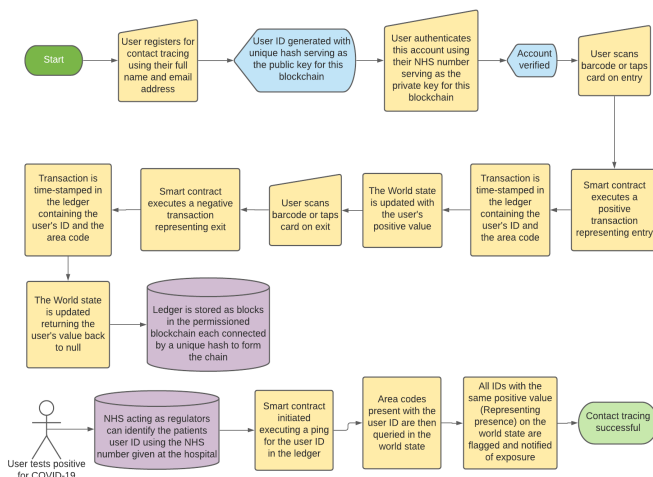 Start
User registers for
contact tracing
using their full
name and email
address
User ID generated with
unique hash serving as
the public key for this
blockchain
User authenticates
this account using
their NHS number
serving as the
private key for this
blockchain
Account
verified
User scans
barcode or taps
card on entry
Smart contract
executes a
positive
transaction
representing entry
Transaction is
time-stamped in
the ledger
containing the
user's ID and
the area code
The World state
is updated with
the user's
positive value
User scans
barcode or taps
card on exit
Smart contract
executes a negative
transaction
representing exit
Transaction is
time-stamped in
the ledger
containing the
user's ID and the
area code
The World state
is updated
returning the
user's value back
to null
Ledger is stored as blocks
in the permissioned
blockchain each connected
by a unique hash to form
the chain
User tests positive
for COVID-19
NHS acting as regulators
can identify the patients
user ID using the NHS
number given at the hospital
Smart contract
initiated
executing a ping
for the user ID
in the ledger
Area codes
present with the
user ID are then
queried in the
world state
All IDs with the
same positive value
(Representing
presence) on the
world state are
flagged and notified
of exposure
Contact tracing
successful